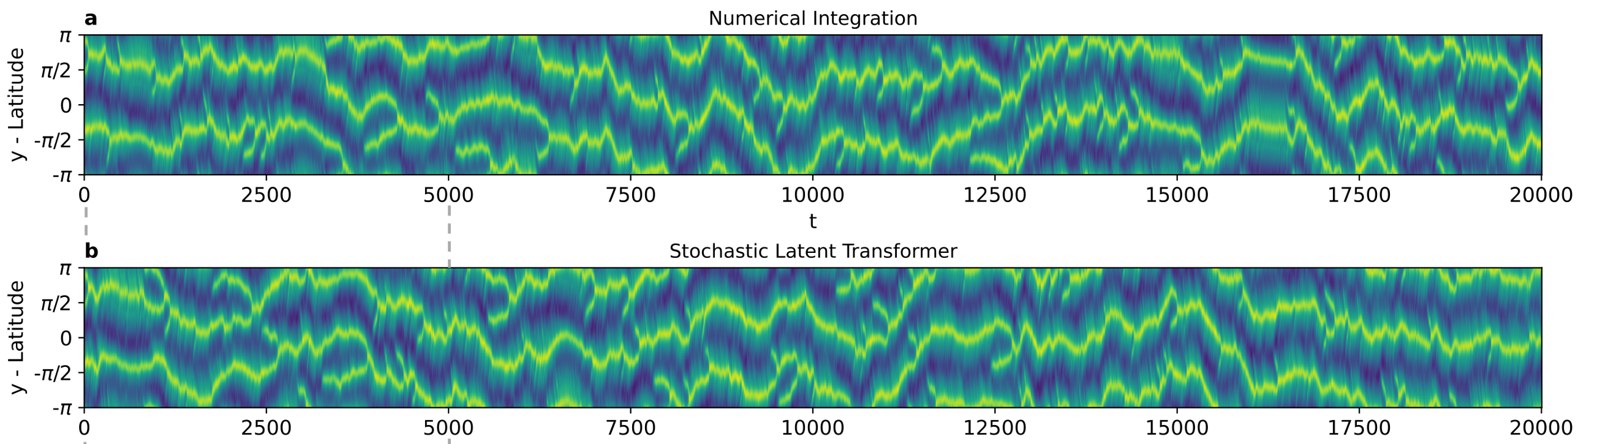 a
Numerical Integration
y - Latitude
π
π/2
0
-π/2
-π
0 2500 5000 7500 10000 12500 15000 17500 20000
t
b
Stochastic Latent Transformer
y - Latitude
π
π/2
0
-π/2
-π
0 2500 5000 7500 10000 12500 15000 17500 20000